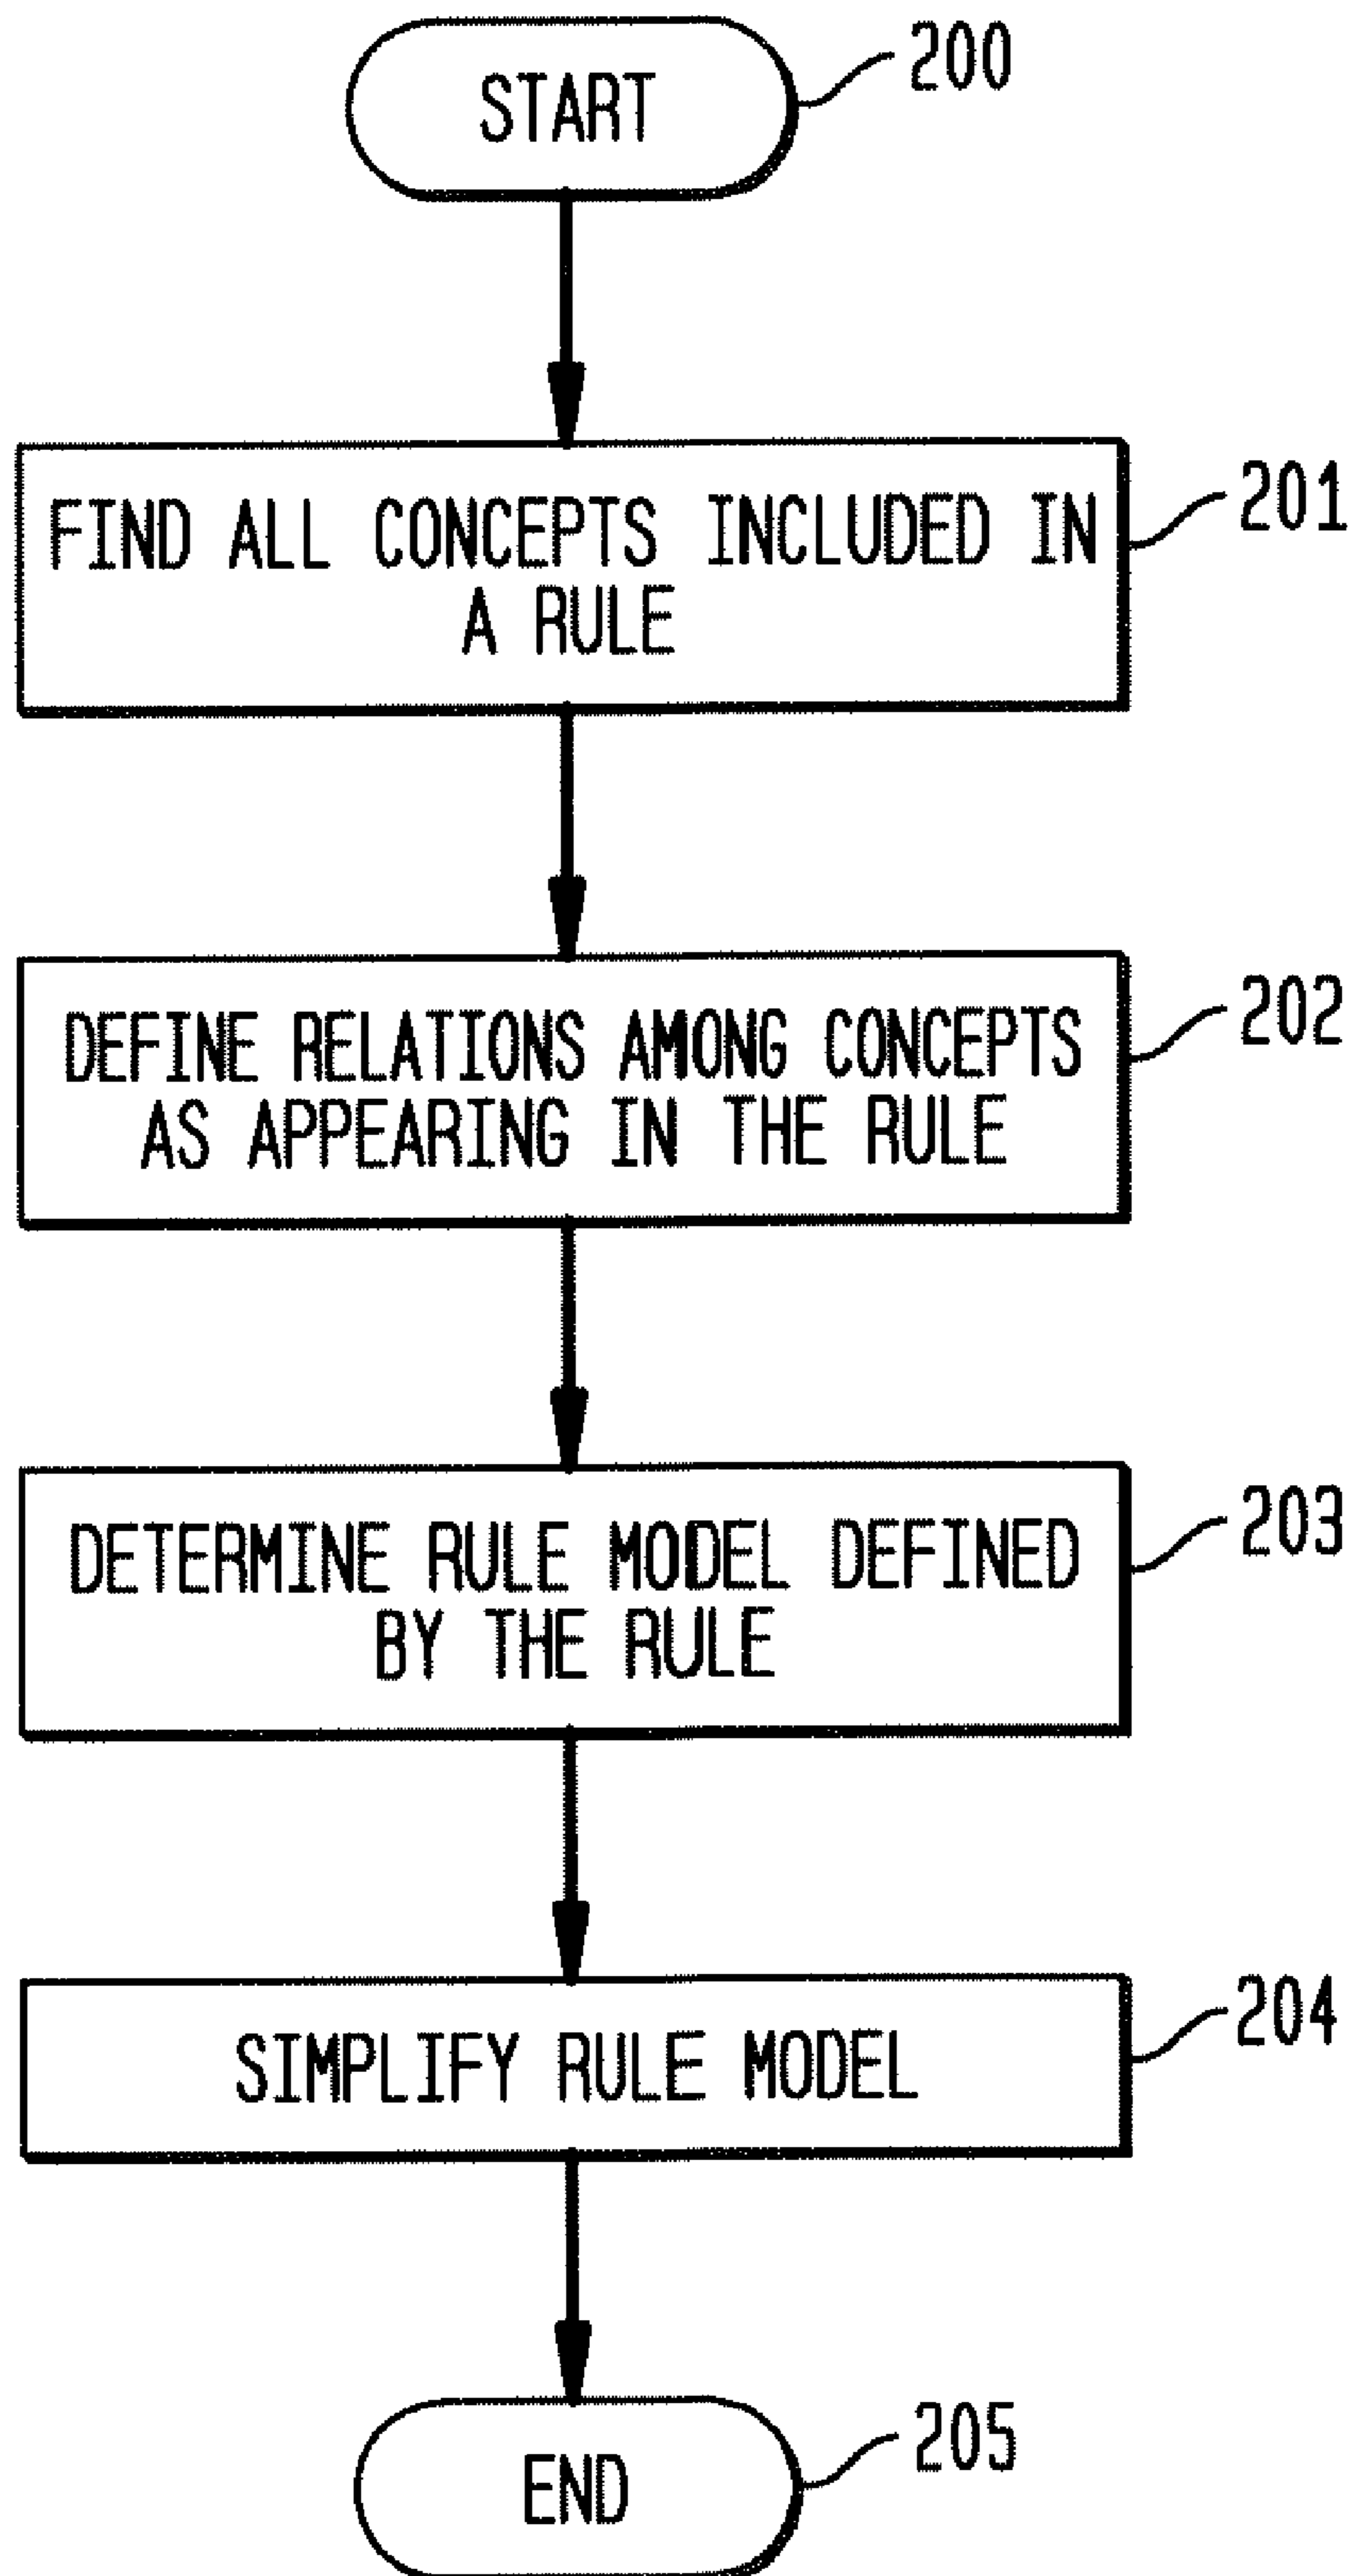 START
200
FIND ALL CONCEPTS INCLUDED IN
A RULE
201
DEFINE RELATIONS AMONG CONCEPTS
AS APPEARING IN THE RULE
202
DETERMINE RULE MODEL DEFINED
BY THE RULE
203
SIMPLIFY RULE MODEL
204
END
205